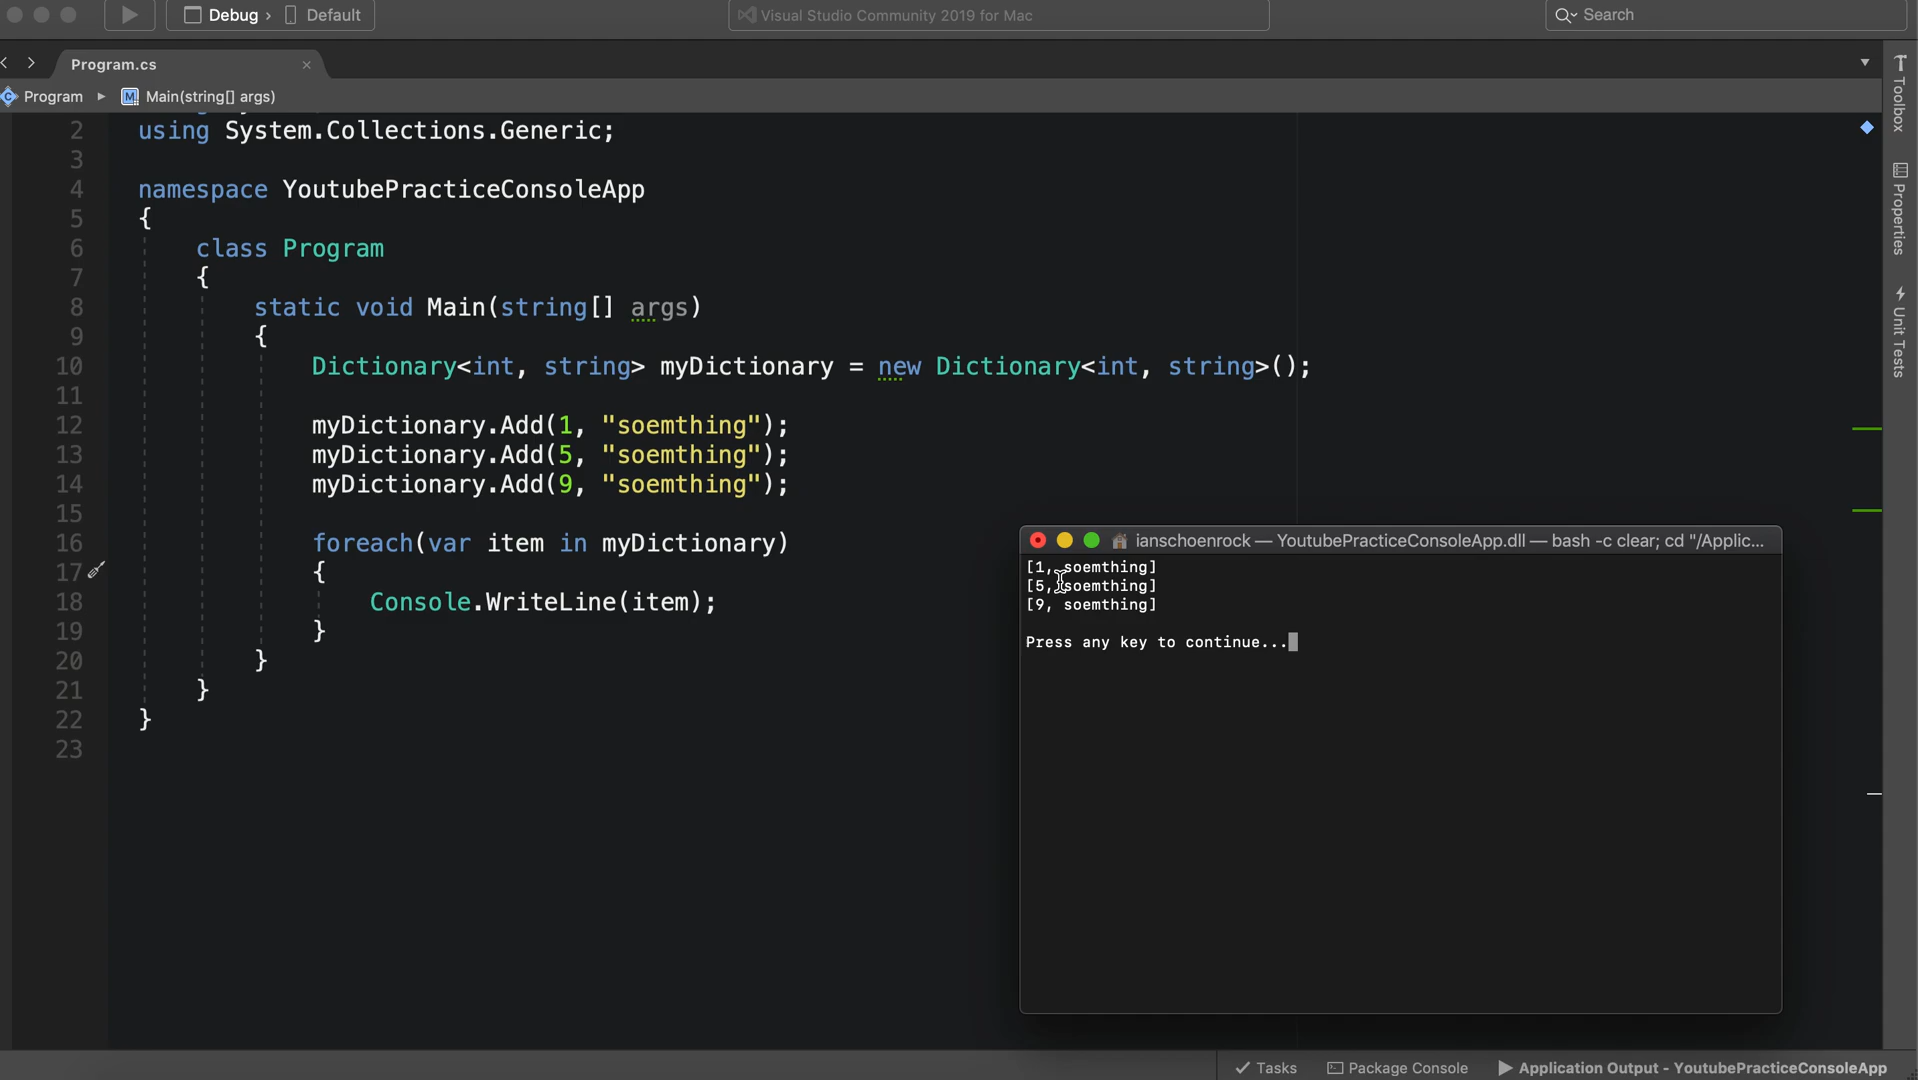 Debug › Default
Visual Studio Community 2019 for Mac
Search
Program.cs
Program ▸ M Main(string[] args)
2 using System.Collections.Generic;
3
4 namespace YoutubePracticeConsoleApp
5 {
6 class Program
7 {
8 static void Main(string[] args)
9 {
10 Dictionary<int, string> myDictionary = new Dictionary<int, string>();
11
12 myDictionary.Add(1, "soemthing");
13 myDictionary.Add(5, "soemthing");
14 myDictionary.Add(9, "soemthing");
15
16 foreach(var item in myDictionary)
17 {
18 Console.WriteLine(item);
19 }
20 }
21 }
22 }
23
ianschoenrock — YoutubePracticeConsoleApp.dll — bash -c clear; cd "/Applic...
[1, soemthing]
[5, soemthing]
[9, soemthing]
Press any key to continue...
Toolbox
Properties
Unit Tests
Tasks
Package Console
Application Output - YoutubePracticeConsoleApp